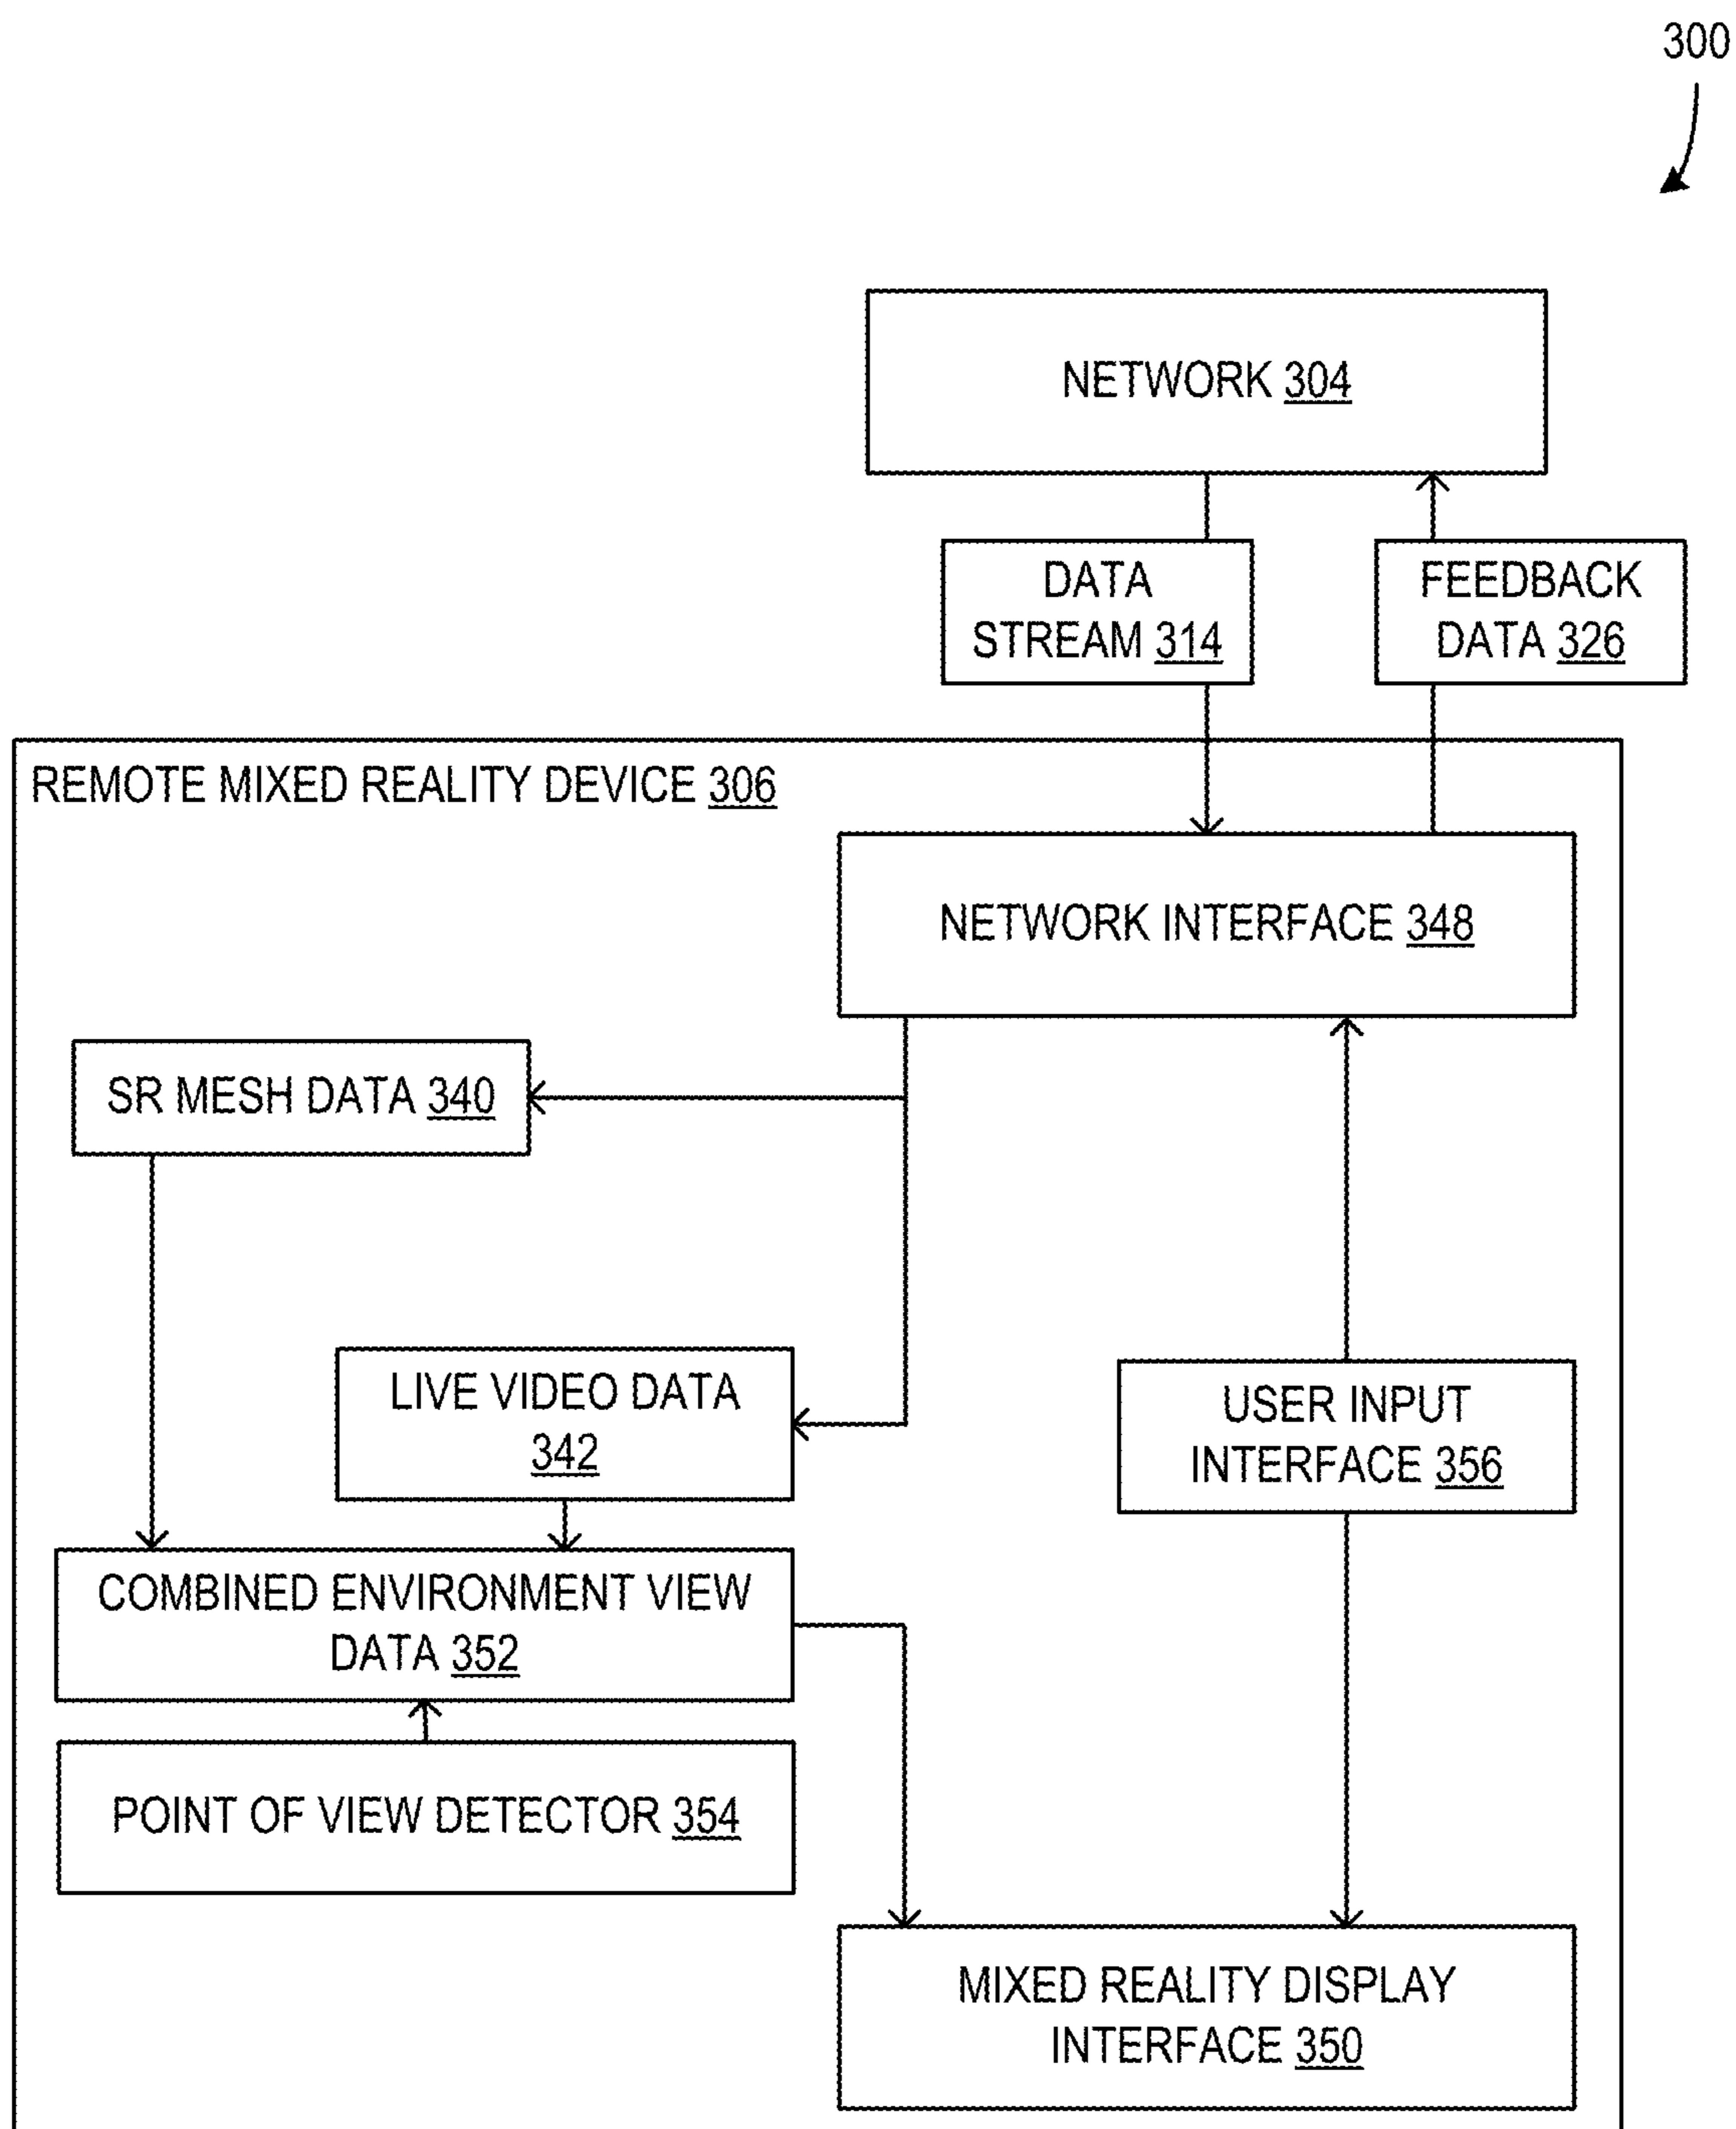 300
NETWORK 304
DATA
STREAM 314
FEEDBACK
DATA 326
REMOTE MIXED REALITY DEVICE 306
NETWORK INTERFACE 348
SR MESH DATA 340
LIVE VIDEO DATA
342
USER INPUT
INTERFACE 356
COMBINED ENVIRONMENT VIEW
DATA 352
POINT OF VIEW DETECTOR 354
MIXED REALITY DISPLAY
INTERFACE 350